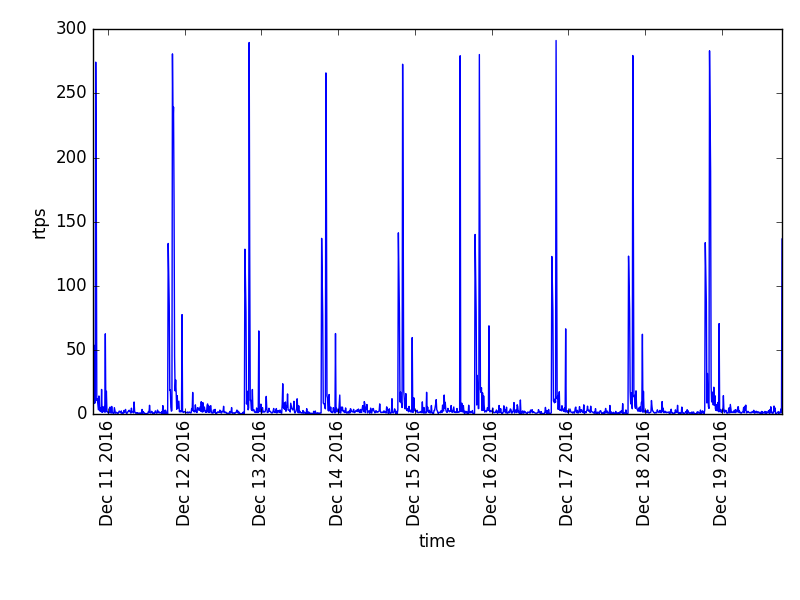 300
250
200
150
100
50
0
rtps
Dec 11 2016
Dec 12 2016
Dec 13 2016
Dec 14 2016
Dec 15 2016
Dec 16 2016
Dec 17 2016
Dec 18 2016
Dec 19 2016
time